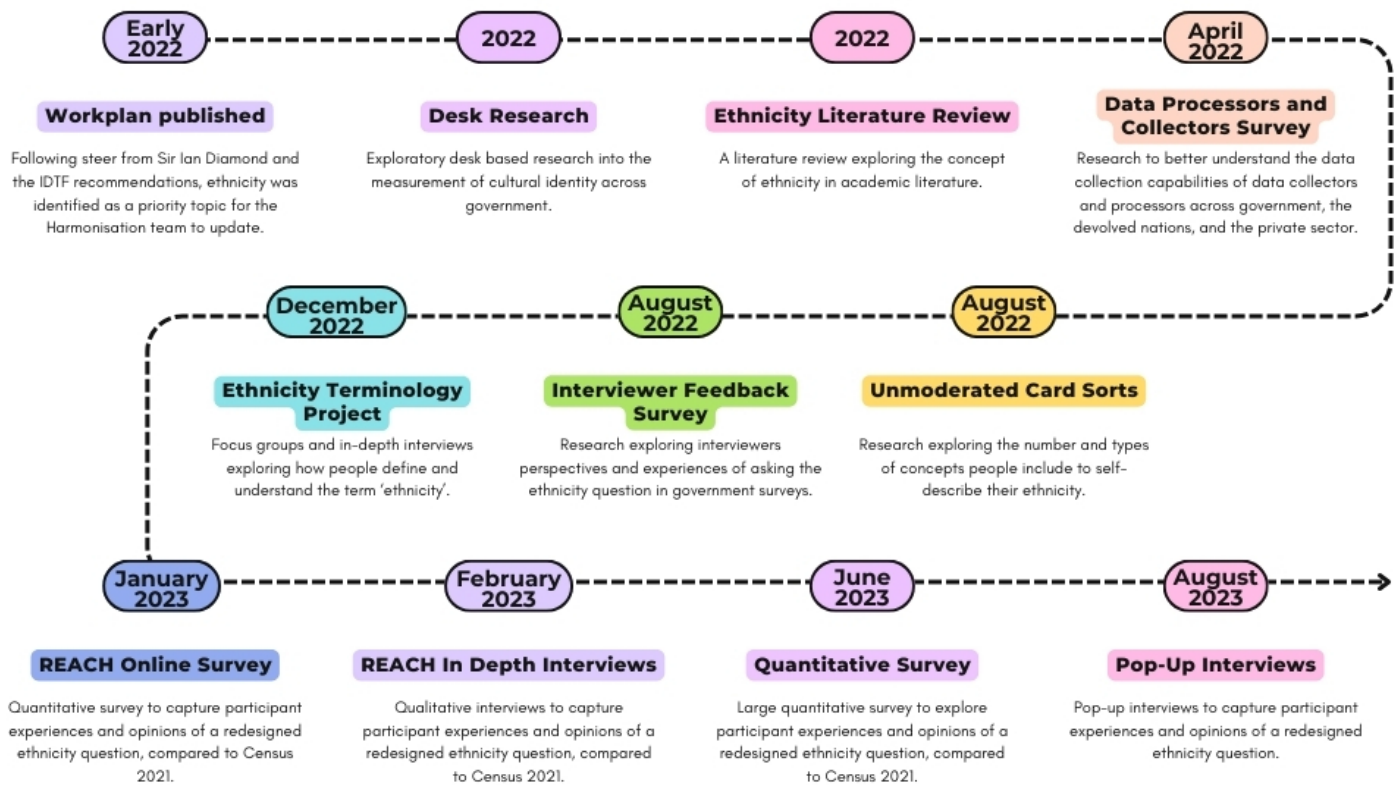 Early
2022
2022
2022
April
2022
Workplan published
Following steer from Sir Ian Diamond and
the IDTF recommendations, ethnicity was
identified as a priority topic for the
Harmonisation team to update.
Desk Research
Exploratory desk based research into the
measurement of cultural identity across
government.
Ethnicity Literature Review
A literature review exploring the concept
of ethnicity in academic literature.
Data Processors and
Collectors Survey
Research to better understand the data
collection capabilities of data collectors
and processors across government, the
devolved nations, and the private sector.
December
2022
August
2022
August
2022
Ethnicity Terminology
Project
Focus groups and in-depth interviews
exploring how people define and
understand the term ‘ethnicity’.
Interviewer Feedback
Survey
Research exploring interviewers
perspectives and experiences of asking the
ethnicity question in government surveys.
Unmoderated Card Sorts
Research exploring the number and types
of concepts people include to self-
describe their ethnicity.
January
2023
February
2023
June
2023
August
2023
REACH Online Survey
Quantitative survey to capture participant
experiences and opinions of a redesigned
ethnicity question, compared to Census
2021.
REACH In Depth Interviews
Qualitative interviews to capture
participant experiences and opinions of a
redesigned ethnicity question, compared
to Census 2021.
Quantitative Survey
Large quantitative survey to explore
participant experiences and opinions of a
redesigned ethnicity question, compared
to Census 2021.
Pop-Up Interviews
Pop-up interviews to capture participant
experiences and opinions of a redesigned
ethnicity question.